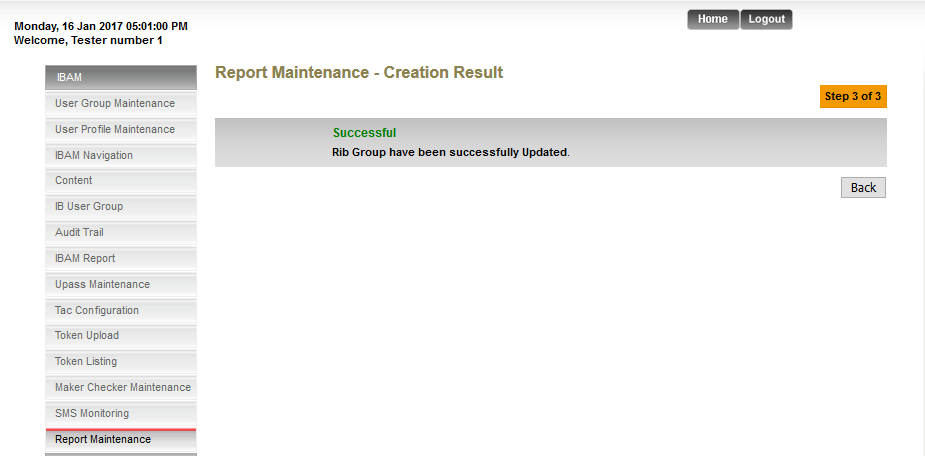 Monday, 16 Jan 2017 05:01:00 PM
Welcome, Tester number 1
Home
Logout
IBAM
User Group Maintenance
User Profile Maintenance
IBAM Navigation
Content
IB User Group
Audit Trail
IBAM Report
Upass Maintenance
Tac Configuration
Token Upload
Token Listing
Maker Checker Maintenance
SMS Monitoring
Report Maintenance
Report Maintenance - Creation Result
Step 3 of 3
Successful
Rib Group have been successfully Updated.
Back